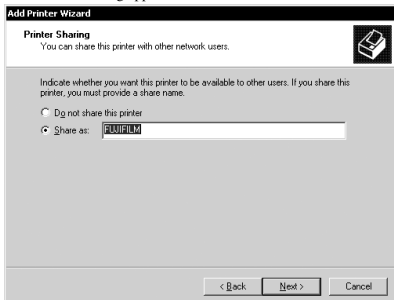 Add Printer Wizard
Printer Sharing
You can share this printer with other network users.
Indicate whether you want this printer to be available to other users. If you share this
printer, you must provide a share name.
Do not share this printer
Share as:
FUJIFILM
< Back
Next >
Cancel